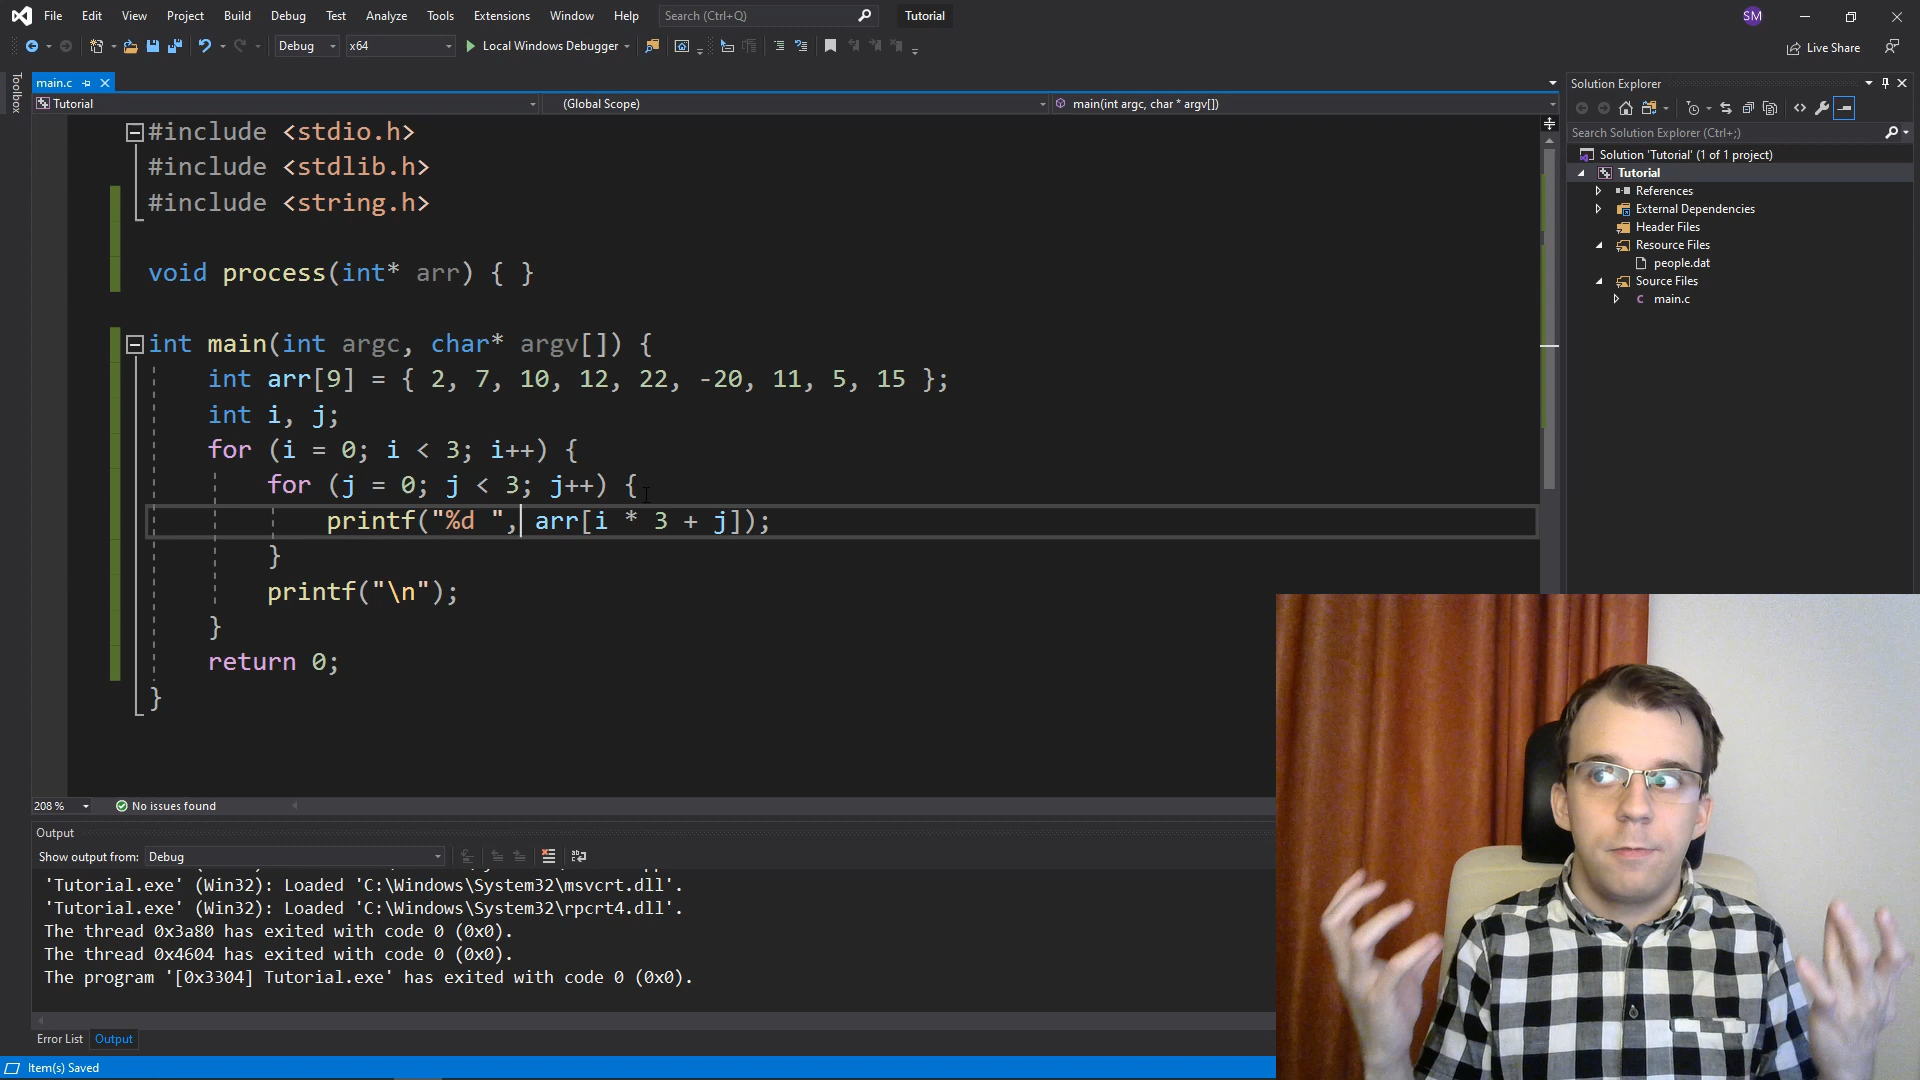 File Edit View Project Build Debug Test Analyze Tools Extensions Window Help Search (Ctrl+Q) Tutorial SM
Debug x64 Local Windows Debugger Live Share
Toolbox
main.c
Tutorial (Global Scope) main(int argc, char * argv[])
#include <stdio.h>
#include <stdlib.h>
#include <string.h>
void process(int* arr) { }
int main(int argc, char* argv[]) {
int arr[9] = { 2, 7, 10, 12, 22, -20, 11, 5, 15 };
int i, j;
for (i = 0; i < 3; i++) {
for (j = 0; j < 3; j++) {
printf("%d ", arr[i * 3 + j]);
}
printf("\n");
}
return 0;
}
208 % No issues found
Output
Show output from: Debug
'Tutorial.exe' (Win32): Loaded 'C:\Windows\System32\msvcrt.dll'.
'Tutorial.exe' (Win32): Loaded 'C:\Windows\System32\rpcrt4.dll'.
The thread 0x3a80 has exited with code 0 (0x0).
The thread 0x4604 has exited with code 0 (0x0).
The program '[0x3304] Tutorial.exe' has exited with code 0 (0x0).
Error List Output
Item(s) Saved
Solution Explorer
Search Solution Explorer (Ctrl+;)
Solution 'Tutorial' (1 of 1 project)
Tutorial
References
External Dependencies
Header Files
Resource Files
people.dat
Source Files
main.c